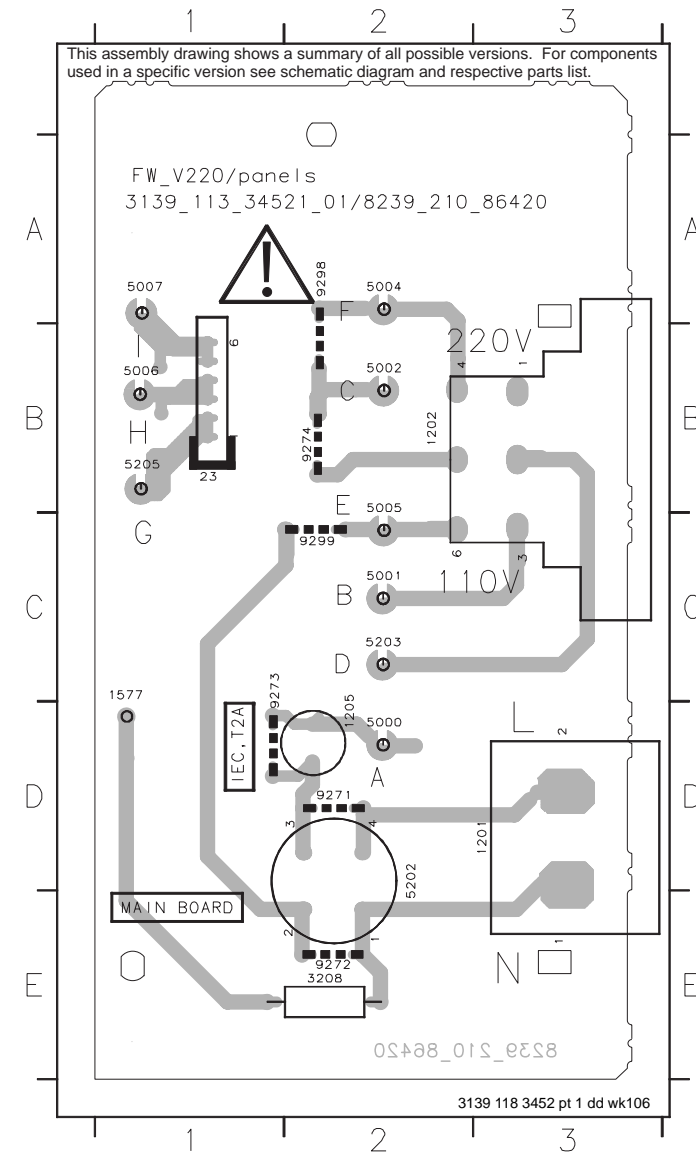 1 2 3
This assembly drawing shows a summary of all possible versions. For components
used in a specific version see schematic diagram and respective parts list.
FW_V220/panels
3139_113_34521_01/8239_210_86420
A A
!
9298
5007 5004
F
I 220V
6 4 1
5006 5002
C
1202
B B
H
9274
1
5205
23
E 5005
G
9299
6 3
5001
110V
B
C C
5203
D
9273
1577
1205
L
2
IEC,T2A
5000
A
D D
9271
3 4
1201
5202
MAIN BOARD
2 1
1
9272
N
3208
E E
8239_210_86420
3139 118 3452 pt 1 dd wk106
1 2 3